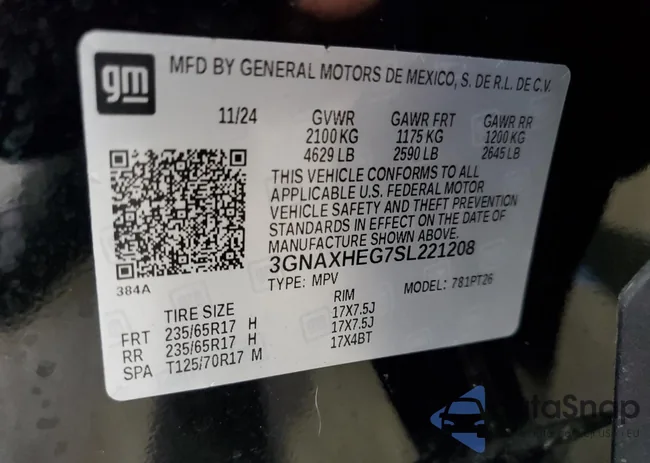 gm
MFD BY GENERAL MOTORS DE MEXICO, S. DE R.L. DE C.V.
11/24 GVWR GAWR FRT GAWR RR
2100 KG 1175 KG 1200 KG
4629 LB 2590 LB 2645 LB
THIS VEHICLE CONFORMS TO ALL
APPLICABLE U.S. FEDERAL MOTOR
VEHICLE SAFETY AND THEFT PREVENTION
STANDARDS IN EFFECT ON THE DATE OF
MANUFACTURE SHOWN ABOVE.
3GNAXHEG7SL221208
384A
TYPE: MPV MODEL: 781PT26
TIRE SIZE RIM
FRT 235/65R17 H 17X7.5J
RR 235/65R17 H 17X7.5J
SPA T125/70R17 M 17X4BT